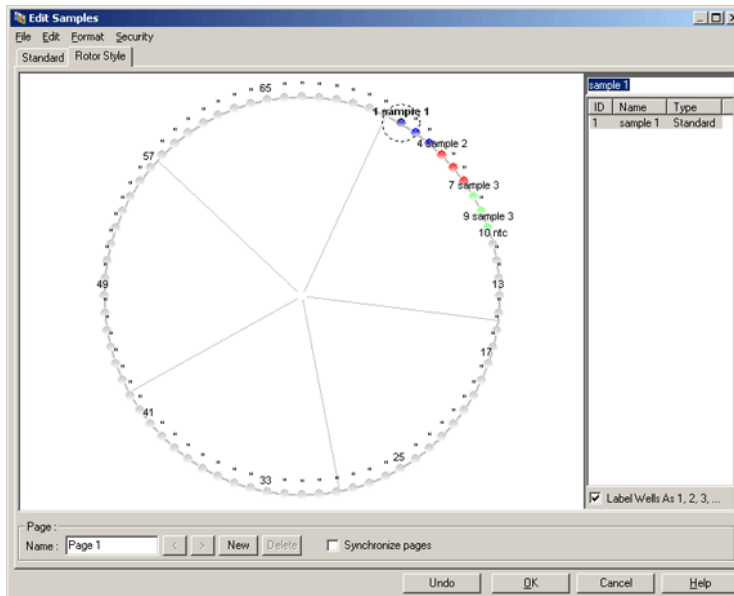 Edit Samples
File Edit Format Security
Standard Rotor Style
sample 1
ID Name Type
1 sample 1 Standard
65
1 sample 1
4 sample 2
57
7 sample 3
9 sample 3
10 ntc
49
13
17
41
25
33
Label Wells As 1, 2, 3, ...
Page :
Name : Page 1 < > New Delete Synchronize pages
Undo OK Cancel Help